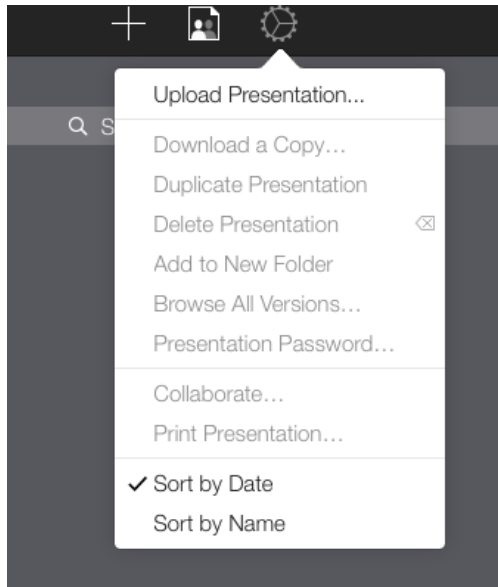 S
Upload Presentation...
Download a Copy...
Duplicate Presentation
Delete Presentation
Add to New Folder
Browse All Versions...
Presentation Password...
Collaborate...
Print Presentation...
Sort by Date
Sort by Name